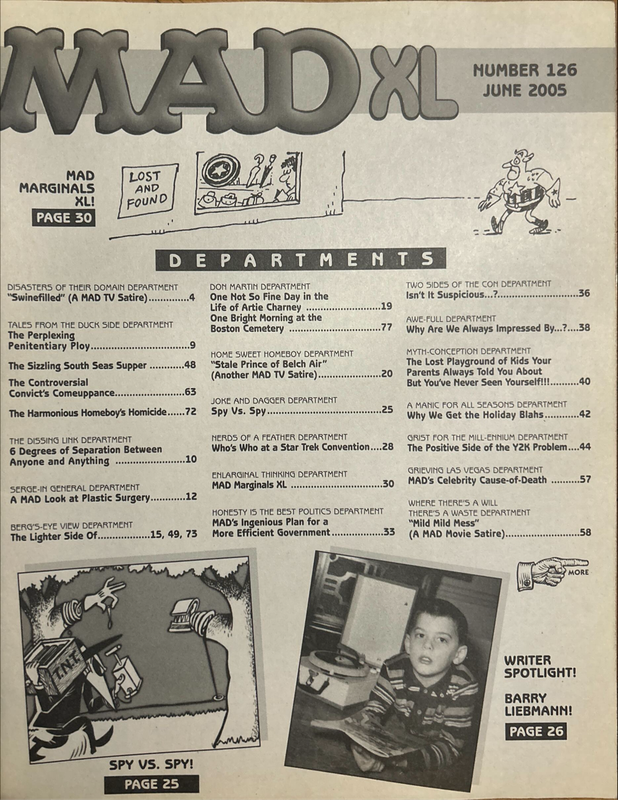 MAD XL
NUMBER 126
JUNE 2005
MAD
MARGINALS
XL!
PAGE 30
LOST
AND
FOUND
DEPARTMENTS
DISASTERS OF THEIR DOMAIN DEPARTMENT
"Swinefilled" (A MAD TV Satire)............4
TALES FROM THE DUCK SIDE DEPARTMENT
The Perplexing
Penitentiary Ploy..........................9
The Sizzling South Seas Supper ........48
The Controversial
Convict's Comeuppance..................63
The Harmonious Homeboy's Homicide.....72
THE DISSING LINK DEPARTMENT
6 Degrees of Separation Between
Anyone and Anything ..................10
SERGE-IN GENERAL DEPARTMENT
A MAD Look at Plastic Surgery...........12
BERG'S-EYE VIEW DEPARTMENT
The Lighter Side Of................15, 49, 73
DON MARTIN DEPARTMENT
One Not So Fine Day in the
Life of Artie Charney ....................19
One Bright Morning at the
Boston Cemetery .......................77
HOME SWEET HOMEBOY DEPARTMENT
"Stale Prince of Belch Air"
(Another MAD TV Satire)..................20
JOKE AND DAGGER DEPARTMENT
Spy Vs. Spy................................25
NERDS OF A FEATHER DEPARTMENT
Who's Who at a Star Trek Convention....28
ENLARGINAL THINKING DEPARTMENT
MAD Marginals XL .......................30
HONESTY IS THE BEST POLITICS DEPARTMENT
MAD's Ingenious Plan for a
More Efficient Government...............33
TWO SIDES OF THE CON DEPARTMENT
Isn't It Suspicious...?....................36
AWE-FULL DEPARTMENT
Why Are We Always Impressed By...?....38
MYTH-CONCEPTION DEPARTMENT
The Lost Playground of Kids Your
Parents Always Told You About
But You've Never Seen Yourself!!!.......40
A MANIC FOR ALL SEASONS DEPARTMENT
Why We Get the Holiday Blahs...........42
GRIST FOR THE MILL-ENNIUM DEPARTMENT
The Positive Side of the Y2K Problem....44
GRIEVING LAS VEGAS DEPARTMENT
MAD's Celebrity Cause-of-Death ........57
WHERE THERE'S A WILL
THERE'S A WASTE DEPARTMENT
"Mild Mild Mess"
(A MAD Movie Satire)......................58
MORE
T.N.T.
SPY VS. SPY!
PAGE 25
WRITER
SPOTLIGHT!
BARRY
LIEBMANN!
PAGE 26